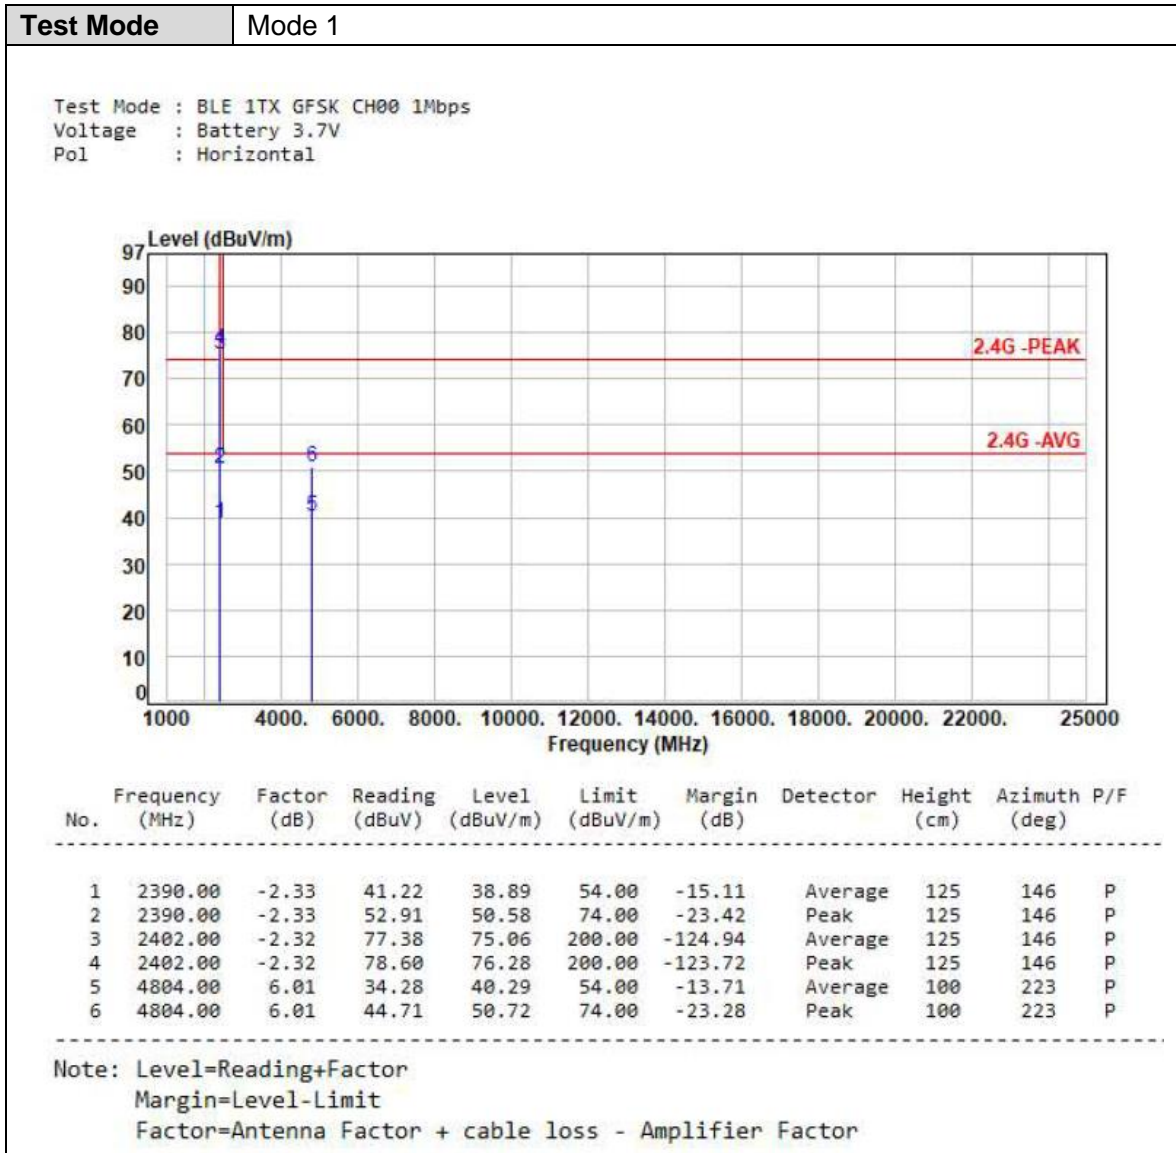 Test Mode Mode 1
Test Mode : BLE 1TX GFSK CH00 1Mbps
Voltage : Battery 3.7V
Pol : Horizontal
Level (dBuV/m)
97
90
80
70
60
50
40
30
20
10
0
4
3
2
1
6
5
2.4G -PEAK
2.4G -AVG
1000 4000. 6000. 8000. 10000. 12000. 14000. 16000. 18000. 20000. 22000. 25000
Frequency (MHz)
Frequency Factor Reading Level Limit Margin Detector Height Azimuth P/F
No. (MHz) (dB) (dBuV) (dBuV/m) (dBuV/m) (dB) (cm) (deg)
1 2390.00 -2.33 41.22 38.89 54.00 -15.11 Average 125 146 P
2 2390.00 -2.33 52.91 50.58 74.00 -23.42 Peak 125 146 P
3 2402.00 -2.32 77.38 75.06 200.00 -124.94 Average 125 146 P
4 2402.00 -2.32 78.60 76.28 200.00 -123.72 Peak 125 146 P
5 4804.00 6.01 34.28 40.29 54.00 -13.71 Average 100 223 P
6 4804.00 6.01 44.71 50.72 74.00 -23.28 Peak 100 223 P
Note: Level=Reading+Factor
Margin=Level-Limit
Factor=Antenna Factor + cable loss - Amplifier Factor